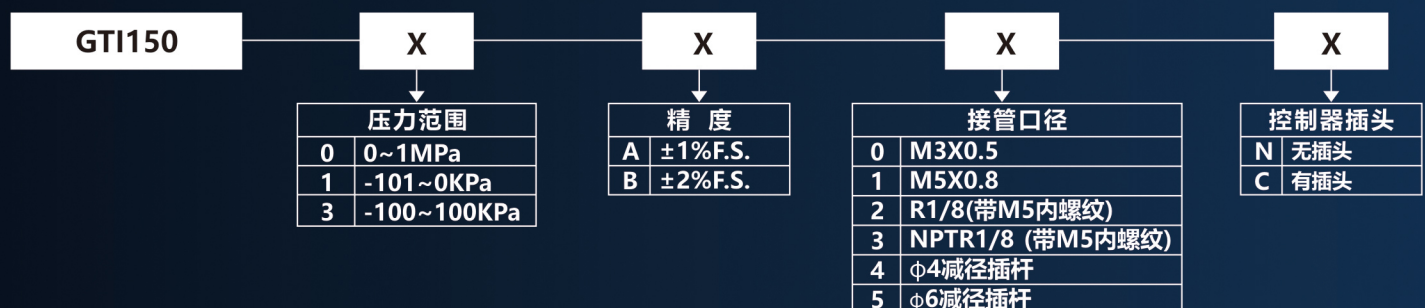 GTI150 X X X X
压力范围
0 0~1MPa
1 -101~0KPa
3 -100~100KPa
精 度
A ±1%F.S.
B ±2%F.S.
接管口径
0 M3X0.5
1 M5X0.8
2 R1/8(带M5内螺纹)
3 NPTR1/8 (带M5内螺纹)
4 φ4减径插杆
5 φ6减径插杆
控制器插头
N 无插头
C 有插头